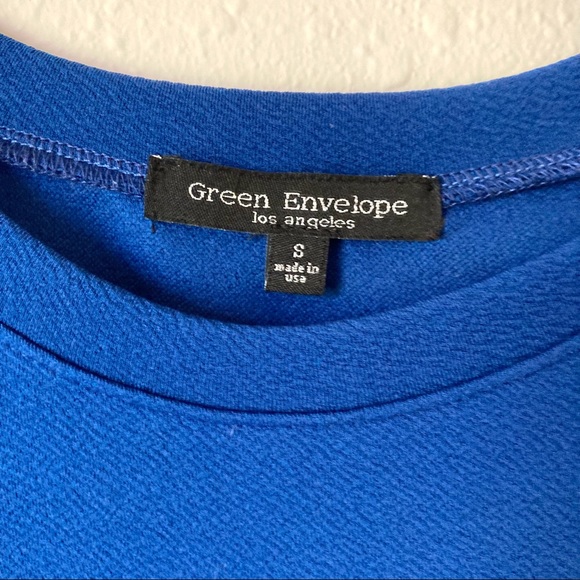 Green Envelope
los angeles
S
made in
usa